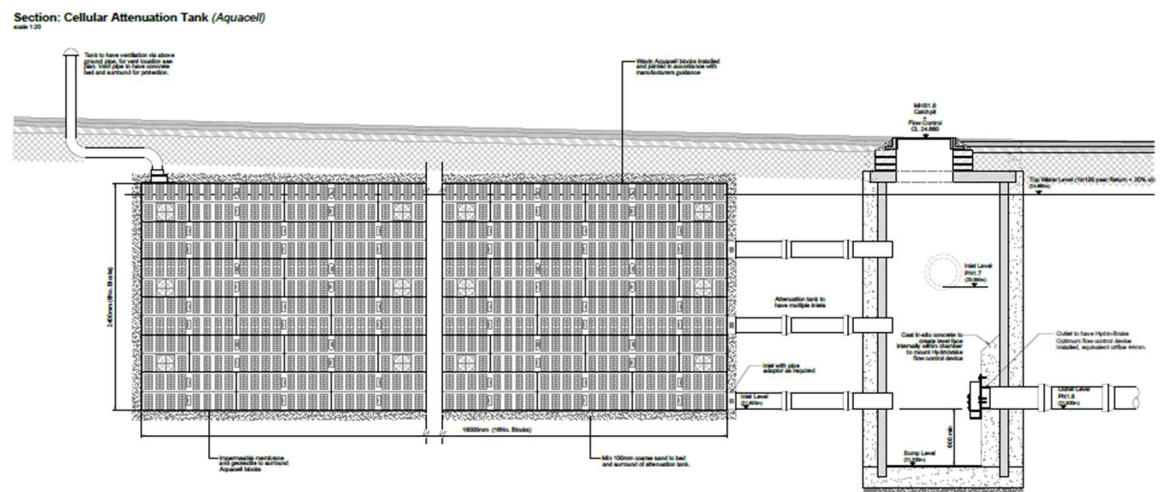 Section: Cellular Attenuation Tank (Aquacell)
scale 1:20
Tank to have ventilation via above
ground pipe, for vent location see
plan. Vent pipe to have concrete
bed and surround for protection.
Wavin Aquacell blocks installed
and jointed in accordance with
manufacturers guidance
Catchpit
+
Flow Control
CL 24.660
Top Water Level (1in100 year Return + 20%
2400mm (6No. Blocks)
Inlet Level
PN1.7
Attenuation tank to
have multiple inlets
Cast in-situ concrete to
create level face
internally within chamber
to mount Hydrobrake
flow control device
Outlet to have Hydro-Brake
Optimum flow control device
installed, equivalent orifice 44mm.
Inlet with pipe
adaptor as required
Inlet Level
Outlet Level
PN1.8
600 min
16000mm (16No. Blocks)
Impermeable membrane
and geotextile to surround
Aquacell blocks
Min 100mm coarse sand to bed
and surround of attenuation tank.
Sump Level